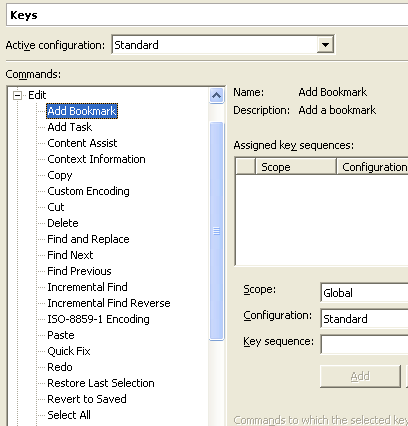 Keys
Active configuration: Standard
Commands:
Edit
Add Bookmark
Add Task
Content Assist
Context Information
Copy
Custom Encoding
Cut
Delete
Find and Replace
Find Next
Find Previous
Incremental Find
Incremental Find Reverse
ISO-8859-1 Encoding
Paste
Quick Fix
Redo
Restore Last Selection
Revert to Saved
Select All
Name: Add Bookmark
Description: Add a bookmark
Assigned key sequences:
Scope Configuration
Scope: Global
Configuration: Standard
Key sequence:
Add
Commands to which the selected key